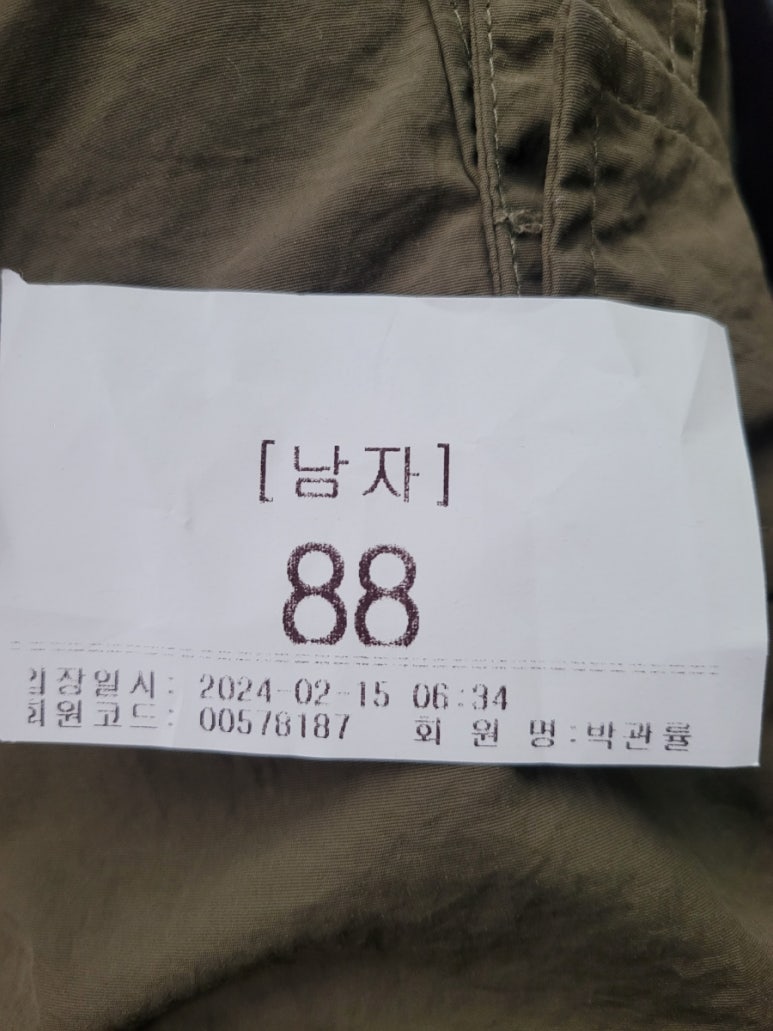 [남자]
88
입장일시: 2024-02-15 06:34
회원코드: 00578187 회 원 명:박관률